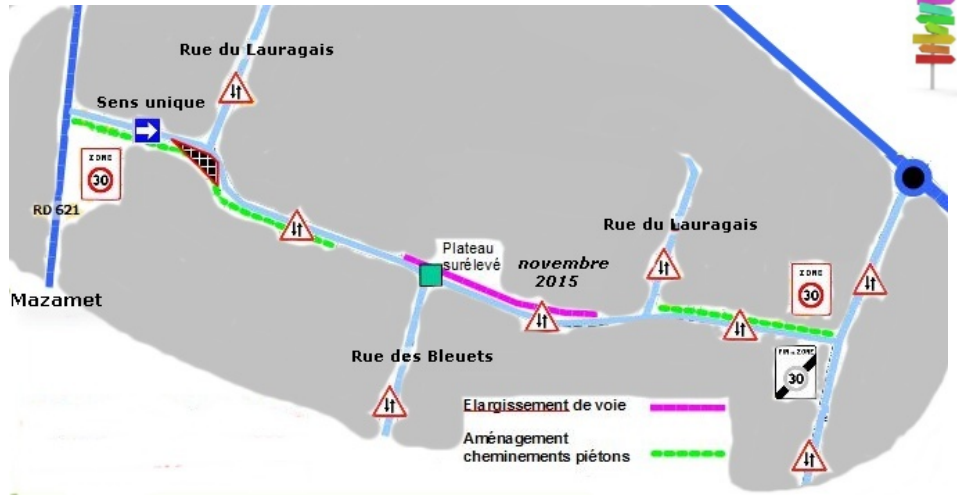 Rue du Lauragais
Sens unique
ZONE
30
RD 621
Mazamet
Plateau
surélevé
novembre
2015
Rue du Lauragais
ZONE
30
FIN de ZONE
30
Rue des Bleuets
Elargissement de voie
Aménagement
cheminements piétons